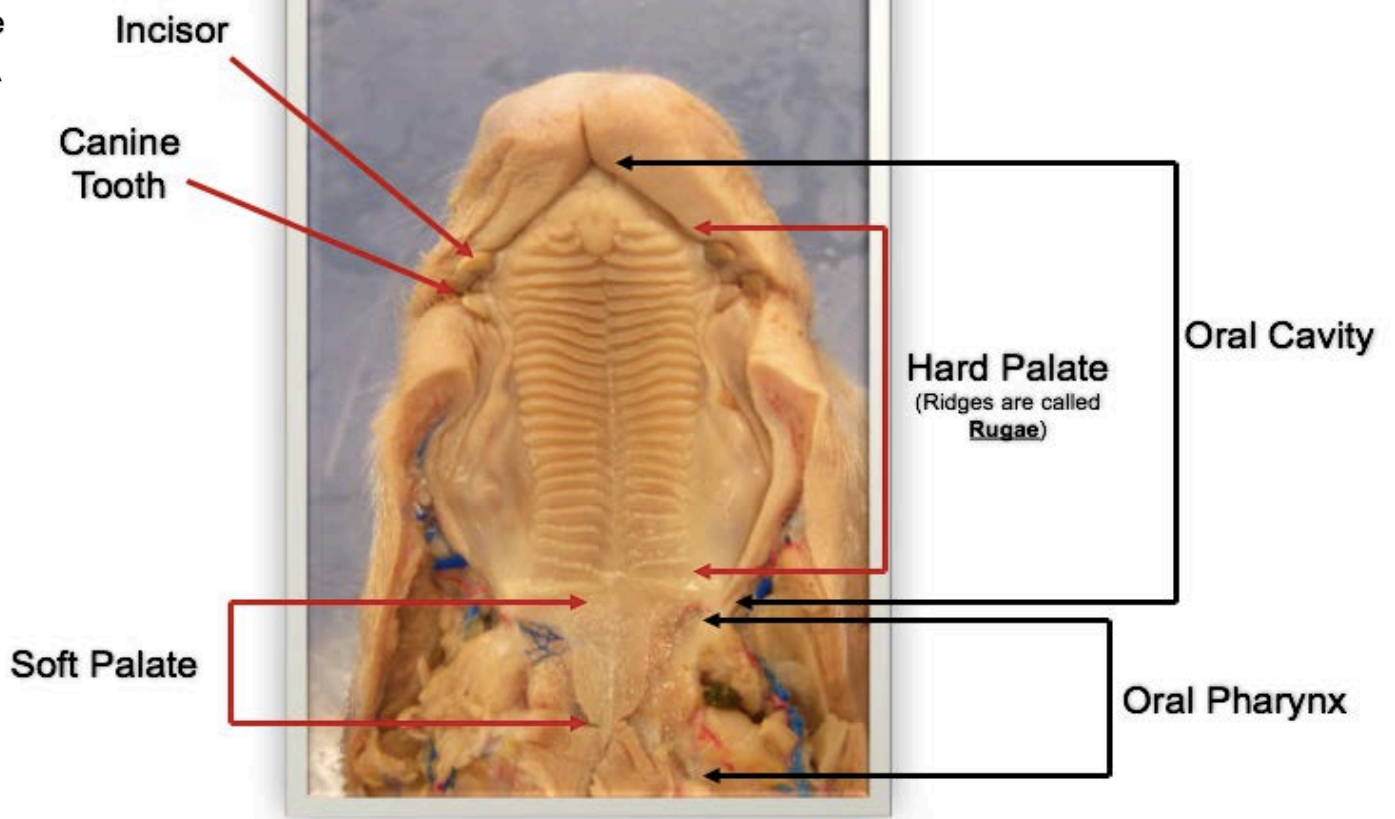 Incisor
Canine
Tooth
Oral Cavity
Hard Palate
(Ridges are called
Rugae)
Soft Palate
Oral Pharynx